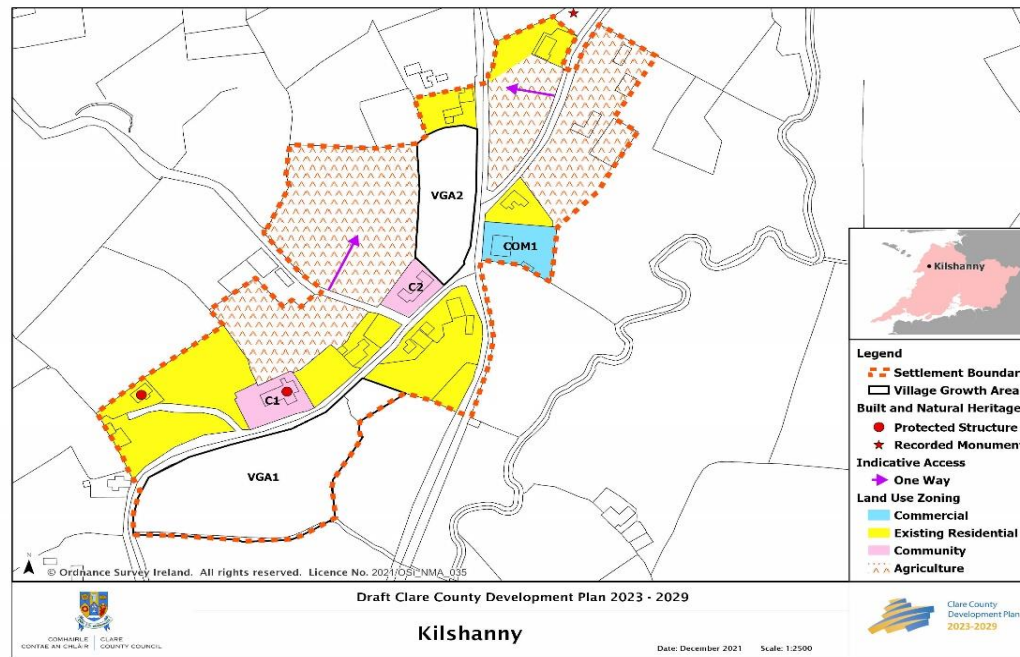 VGA2
COM1
C2
C1
VGA1
Kilshanny
Legend
Settlement Boundary
Village Growth Area
Built and Natural Heritage
Protected Structure
Recorded Monument
Indicative Access
One Way
Land Use Zoning
Commercial
Existing Residential
Community
Agriculture
N
© Ordnance Survey Ireland. All rights reserved. Licence No. 2021/OSi_NMA_035
Draft Clare County Development Plan 2023 - 2029
Kilshanny
Date: December 2021 Scale: 1:2500
COMHAIRLE CONTAE AN CHLÁIR
CLARE COUNTY COUNCIL
Clare County
Development Plan
2023-2029